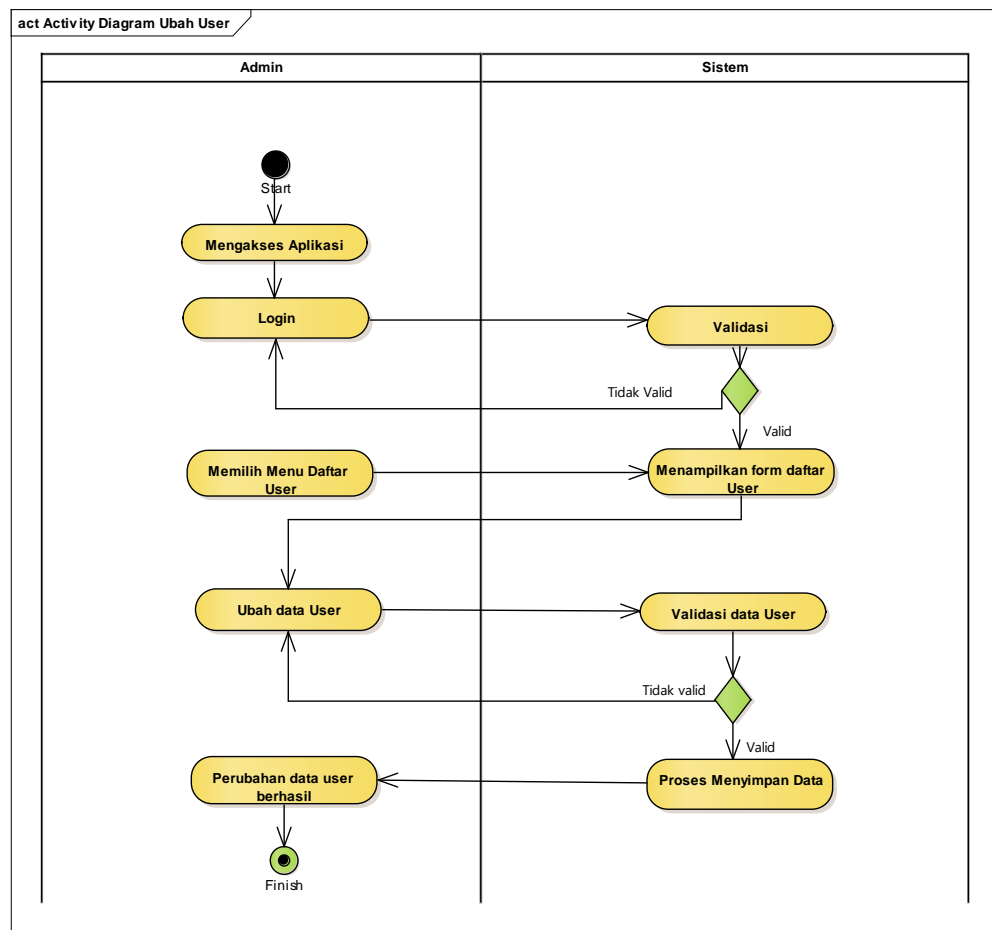 act Activity Diagram Ubah User
Admin
Sistem
Start
Mengakses Aplikasi
Login
Validasi
Tidak Valid
Valid
Memilih Menu Daftar
User
Menampilkan form daftar
User
Ubah data User
Validasi data User
Tidak valid
Valid
Perubahan data user
berhasil
Proses Menyimpan Data
Finish